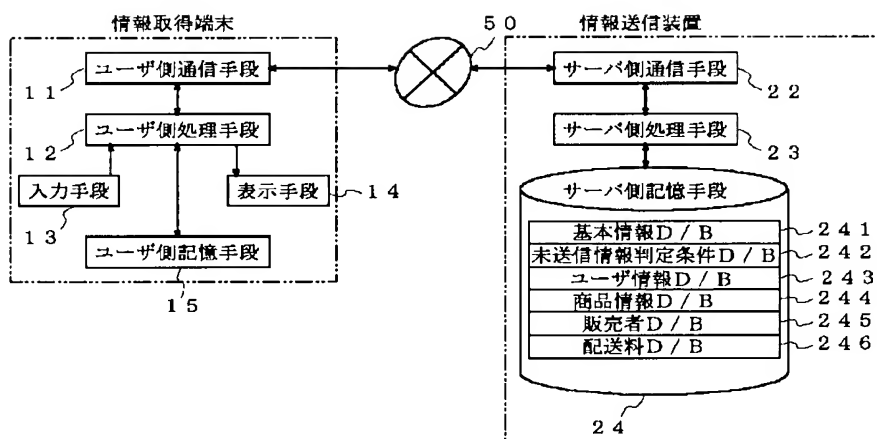 情報取得端末
ユーザ側通信手段
11
ユーザ側処理手段
12
入力手段
13
表示手段
14
ユーザ側記憶手段
15
50
情報送信装置
サーバ側通信手段
22
サーバ側処理手段
23
サーバ側記憶手段
基本情報D/B
241
未送信情報判定条件D/B
242
ユーザ情報D/B
243
商品情報D/B
244
販売者D/B
245
配送料D/B
246
24